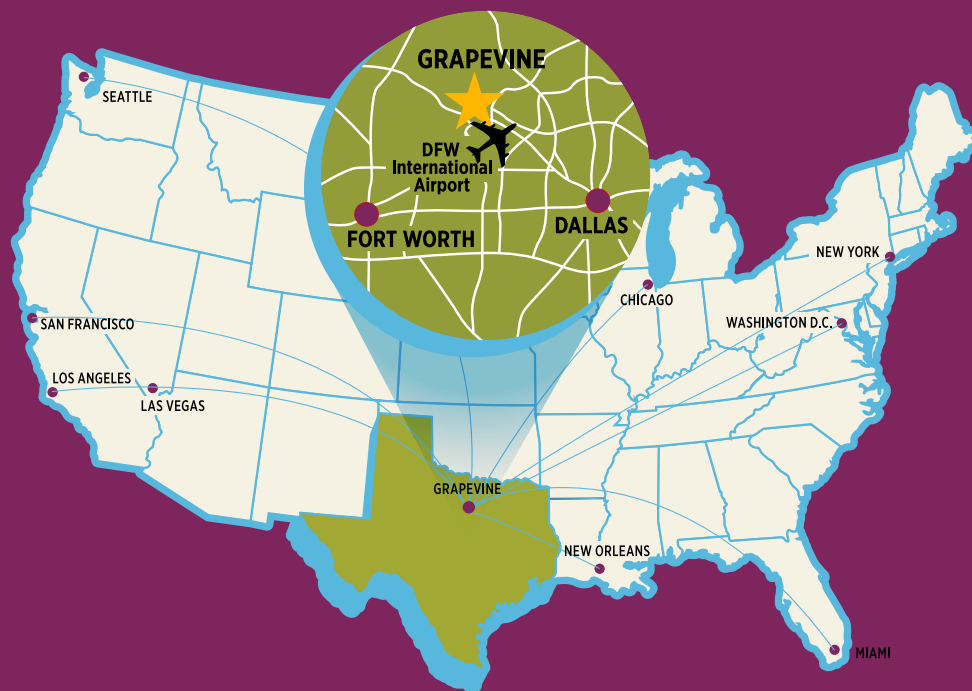 GRAPEVINE
SEATTLE
DFW
International
Airport
DALLAS
FORT WORTH
NEW YORK
CHICAGO
WASHINGTON D.C.
SAN FRANCISCO
LOS ANGELES
LAS VEGAS
GRAPEVINE
NEW ORLEANS
MIAMI